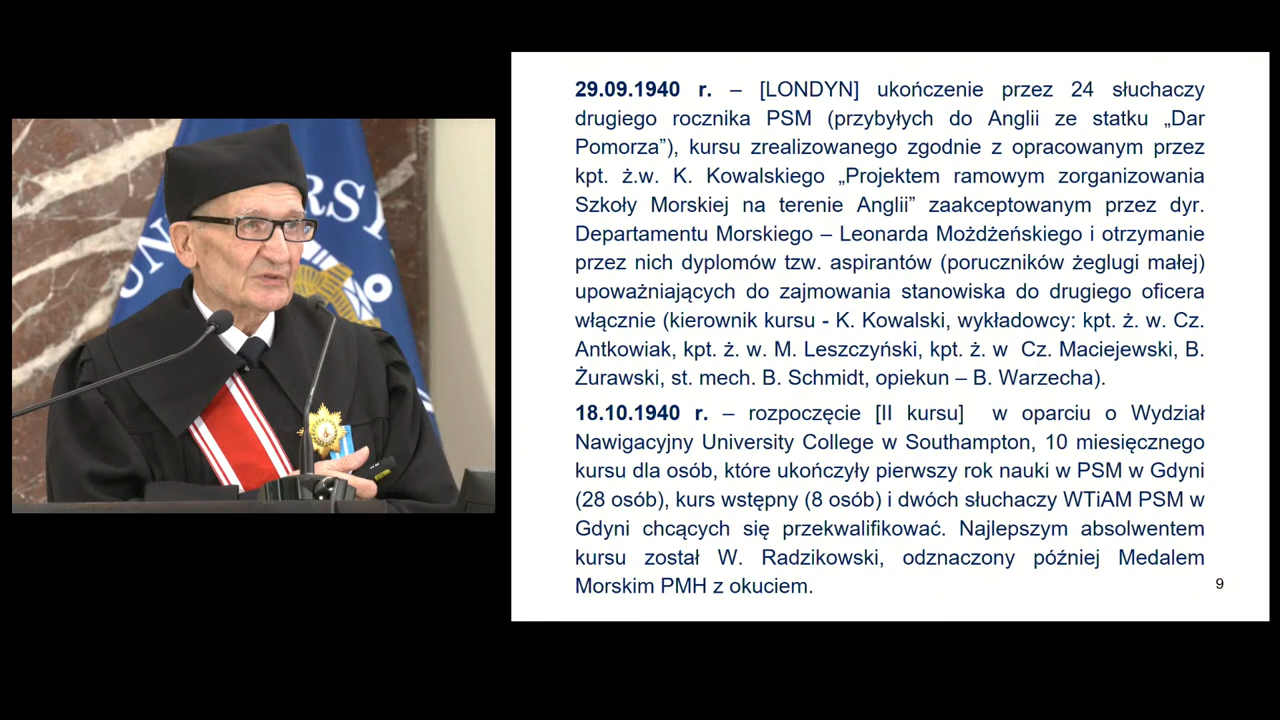 UNIWERSY
29.09.1940 r. – [LONDYN] ukończenie przez 24 słuchaczy
drugiego rocznika PSM (przybyłych do Anglii ze statku „Dar
Pomorza”), kursu zrealizowanego zgodnie z opracowanym przez
kpt. ż.w. K. Kowalskiego „Projektem ramowym zorganizowania
Szkoły Morskiej na terenie Anglii” zaakceptowanym przez dyr.
Departamentu Morskiego – Leonarda Możdżeńskiego i otrzymanie
przez nich dyplomów tzw. aspirantów (poruczników żeglugi małej)
upoważniających do zajmowania stanowiska do drugiego oficera
włącznie (kierownik kursu - K. Kowalski, wykładowcy: kpt. ż. w. Cz.
Antkowiak, kpt. ż. w. M. Leszczyński, kpt. ż. w Cz. Maciejewski, B.
Żurawski, st. mech. B. Schmidt, opiekun – B. Warzecha).
18.10.1940 r. – rozpoczęcie [II kursu] w oparciu o Wydział
Nawigacyjny University College w Southampton, 10 miesięcznego
kursu dla osób, które ukończyły pierwszy rok nauki w PSM w Gdyni
(28 osób), kurs wstępny (8 osób) i dwóch słuchaczy WTiAM PSM w
Gdyni chcących się przekwalifikować. Najlepszym absolwentem
kursu został W. Radzikowski, odznaczony później Medalem
Morskim PMH z okuciem.
9